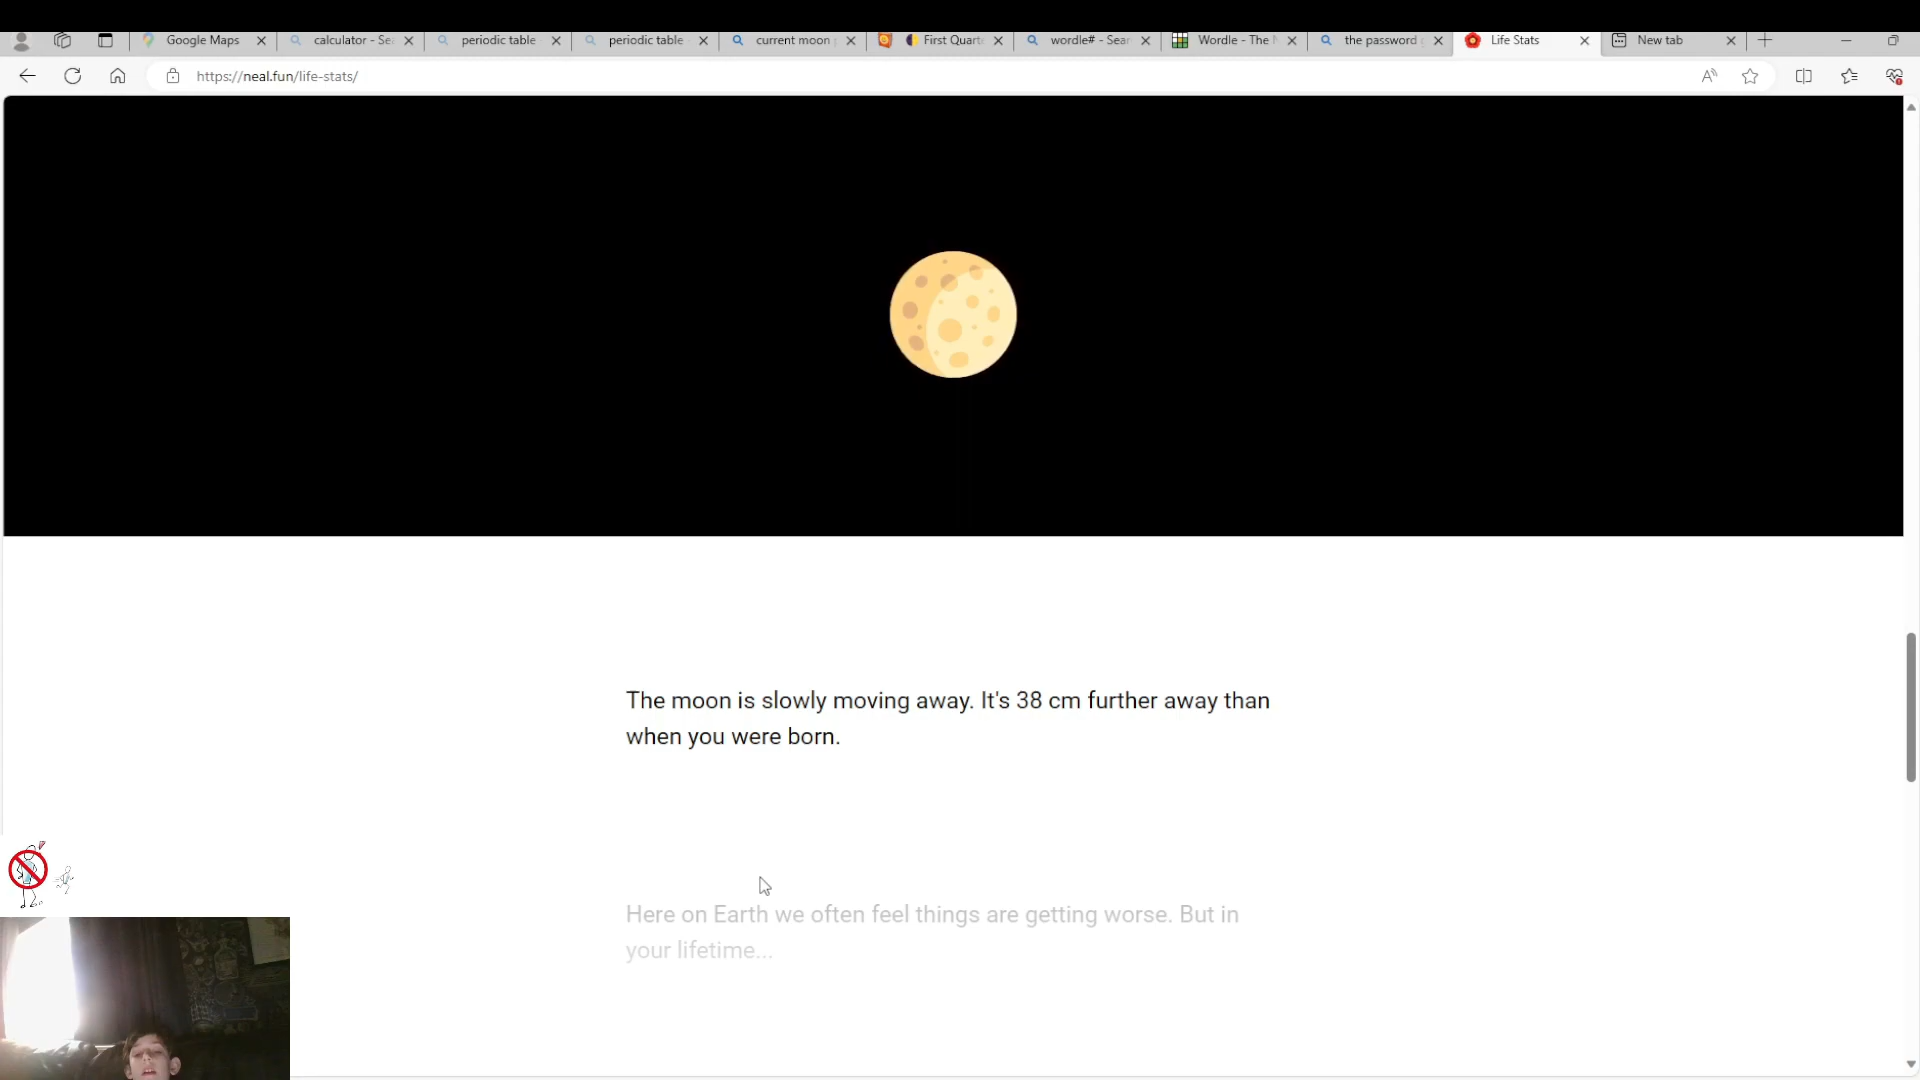 Google Maps
calculator - Se
periodic table
periodic table
current moon
First Quart
wordle# - Sear
Wordle - The
the password
Life Stats
New tab
https://neal.fun/life-stats/
The moon is slowly moving away. It's 38 cm further away than
when you were born.
Here on Earth we often feel things are getting worse. But in
your lifetime...